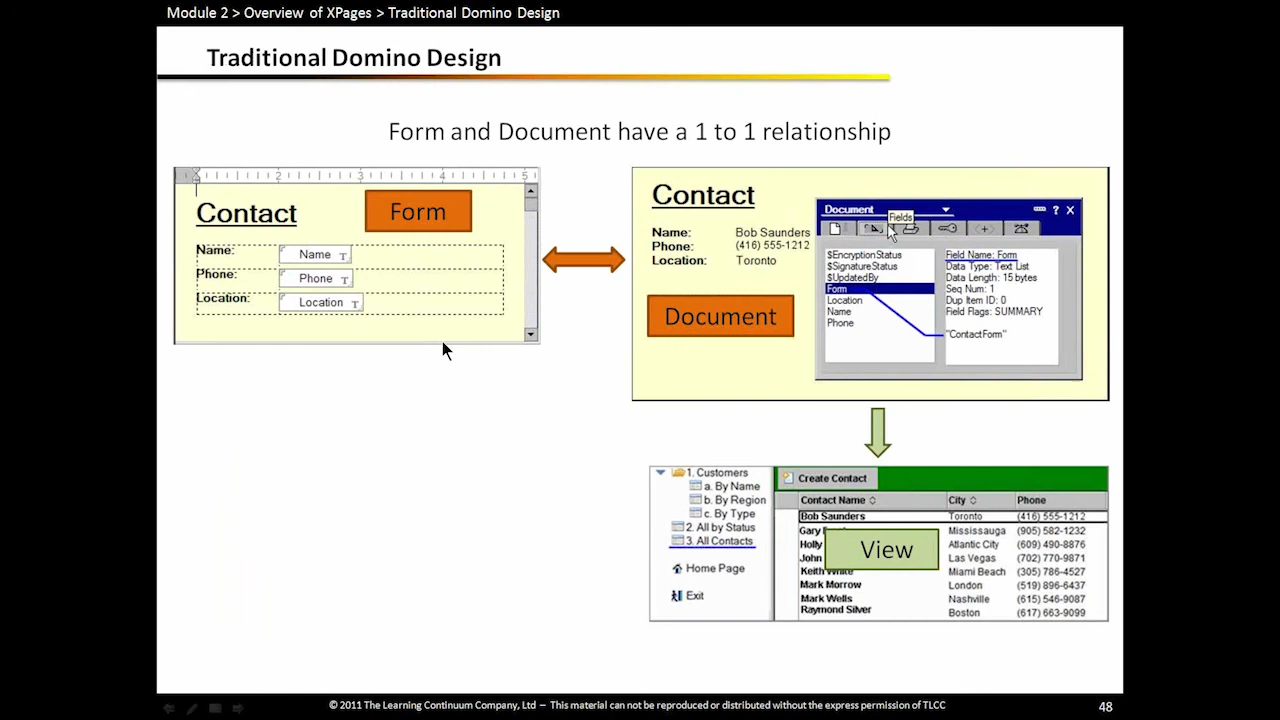 Module 2 > Overview of XPages > Traditional Domino Design
Traditional Domino Design
Form and Document have a 1 to 1 relationship
2 3 4 5
Contact
Form
Name:
Name T
Phone:
Phone T
Location:
Location T
Contact
Name: Bob Saunders
Phone: (416) 555-1212
Location: Toronto
Document
Document
Fields
? X
$EncryptionStatus
$SignatureStatus
$UpdatedBy
Form
Location
Name
Phone
Field Name: Form
Data Type: Text List
Data Length: 15 bytes
Seq Num: 1
Dup Item ID: 0
Field Flags: SUMMARY
"ContactForm"
1. Customers
a. By Name
b. By Region
c. By Type
2. All by Status
3. All Contacts
Home Page
Exit
Create Contact
Contact Name City Phone
Bob Saunders Toronto (416) 555-1212
Gary Mississauga (905) 582-1232
Holly Atlantic City (609) 490-8876
John Las Vegas (702) 770-9871
Keith White Miami Beach (305) 786-4527
Mark Morrow London (519) 896-6437
Mark Wells Nashville (615) 546-9087
Raymond Silver Boston (617) 663-9099
View
© 2011 The Learning Continuum Company, Ltd – This material can not be reproduced or distributed without the express permission of TLCC
48